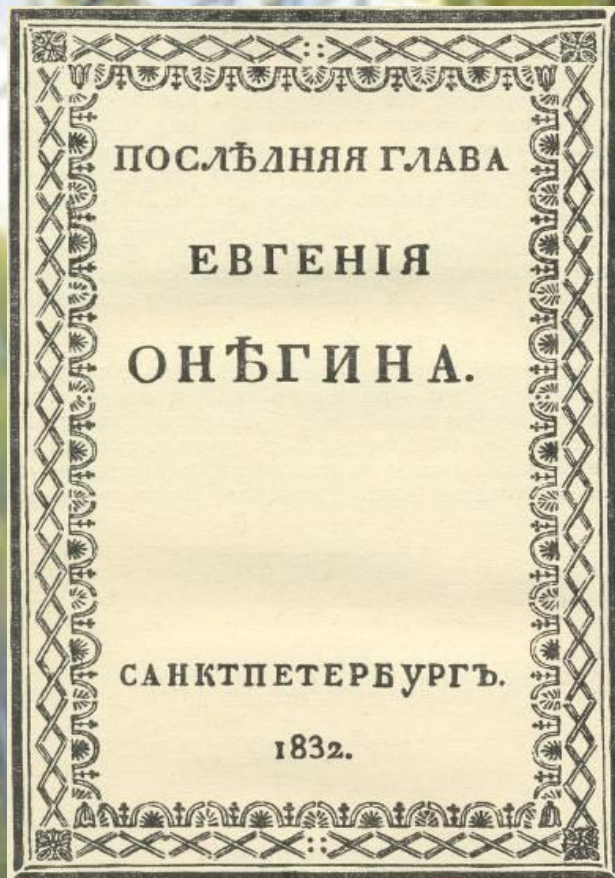 ПОСЛѢДНЯЯ ГЛАВА
ЕВГЕНІЯ
ОНѢГИНА.
САНКТПЕТЕРБУРГЪ.
1832.